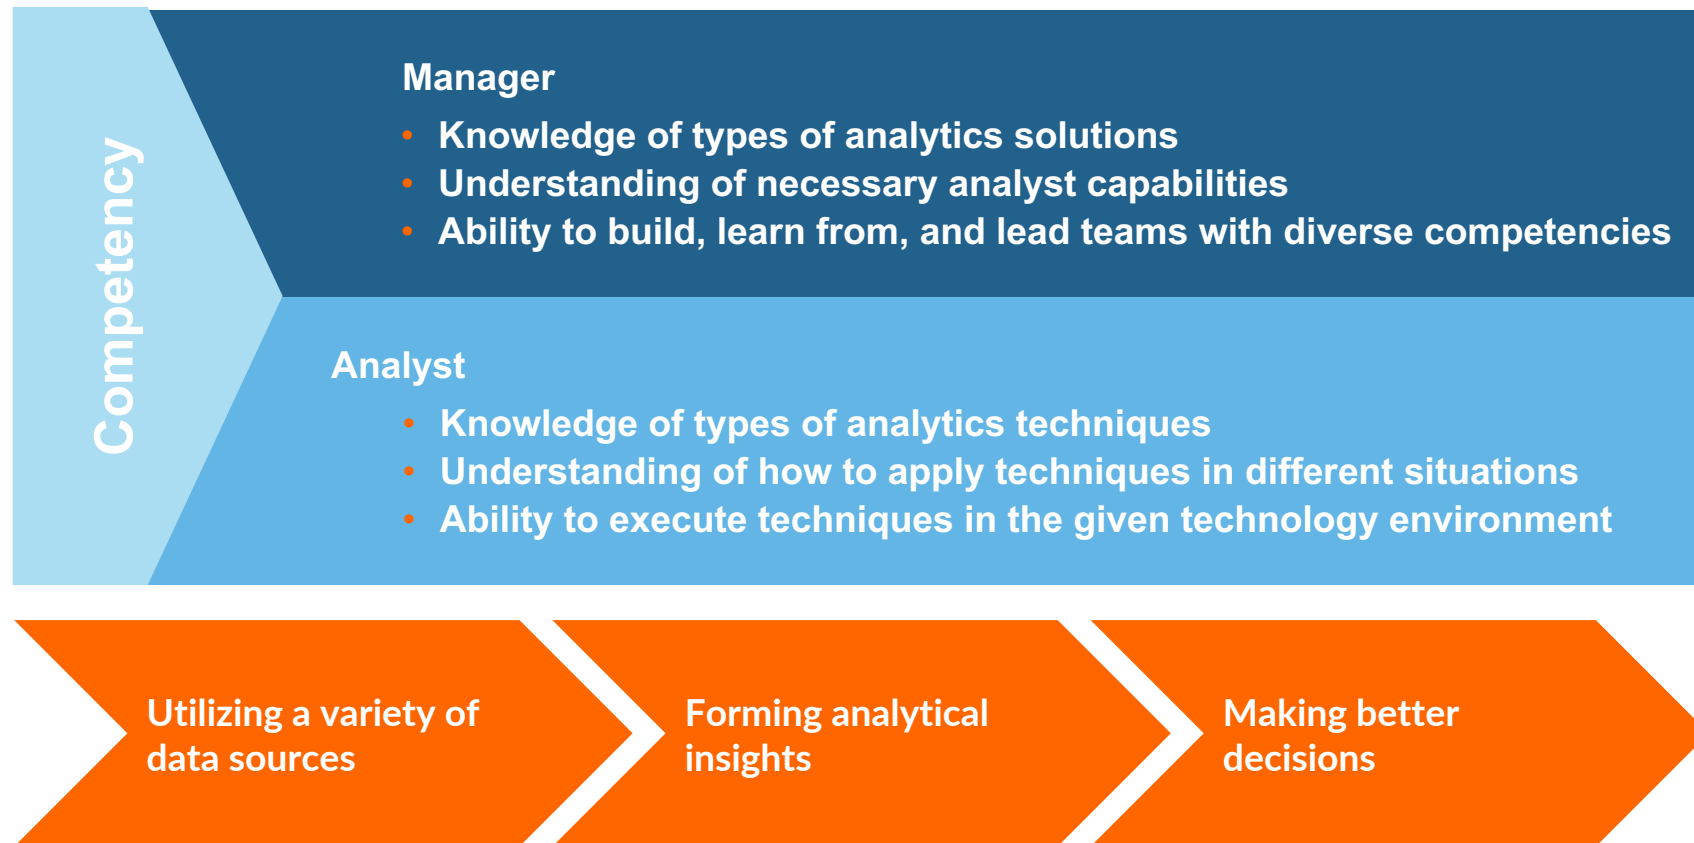 Competency
Manager
• Knowledge of types of analytics solutions
• Understanding of necessary analyst capabilities
• Ability to build, learn from, and lead teams with diverse competencies
Analyst
• Knowledge of types of analytics techniques
• Understanding of how to apply techniques in different situations
• Ability to execute techniques in the given technology environment
Utilizing a variety of
data sources
Forming analytical
insights
Making better
decisions